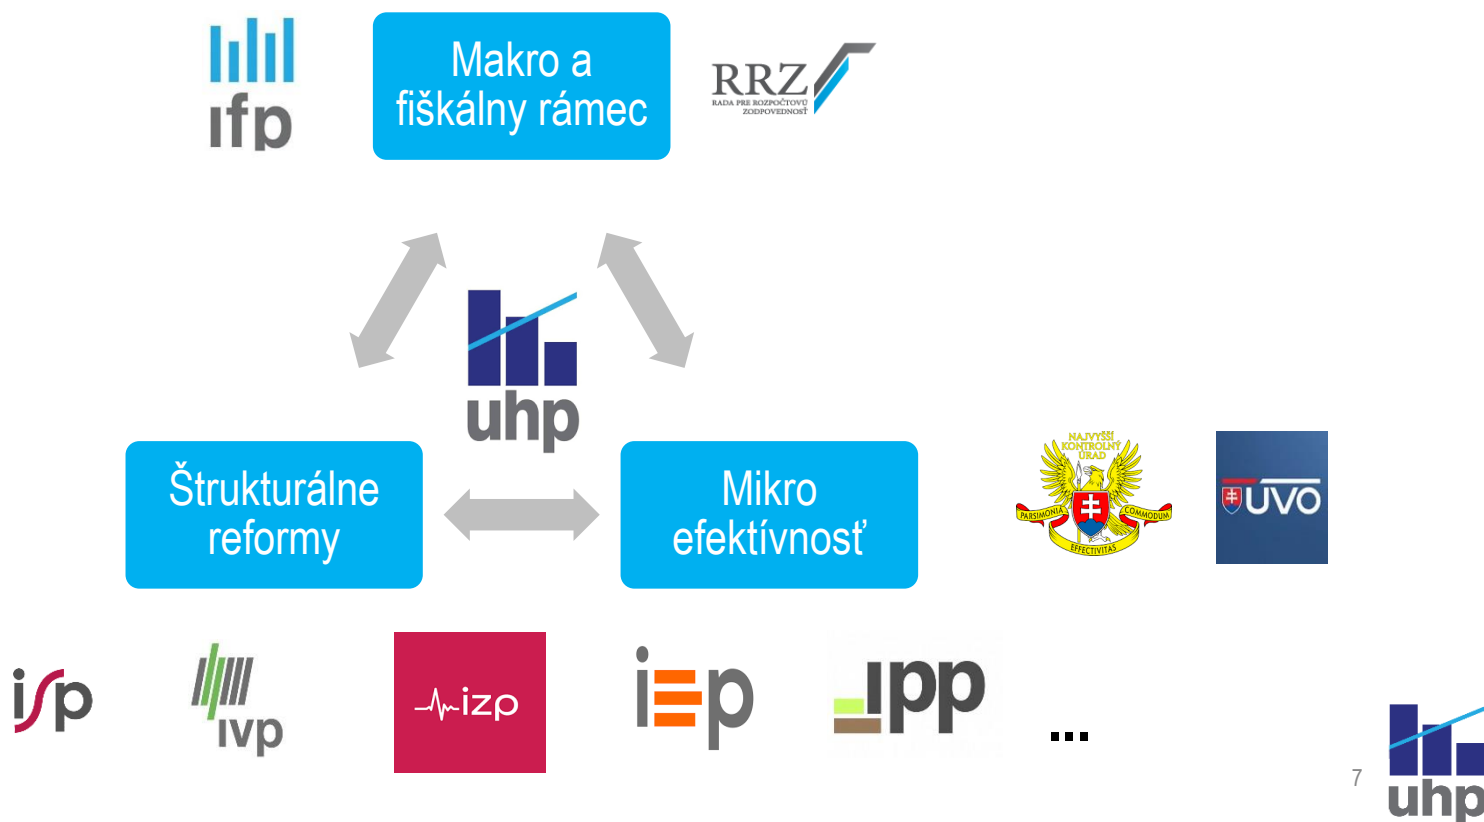 ifp
Makro a
fiškálny rámec
RRZ
RADA PRE ROZPOČTOVÚ
ZODPOVEDNOSŤ
uhp
Štrukturálne
reformy
Mikro
efektívnosť
NAJVYŠŠÍ
KONTROLNÝ
ÚRAD
PARSIMONIA
COMMODUM
EFFECTIVITAS
ÚVO
isp
ivp
izp
iep
ipp
...
7
uhp